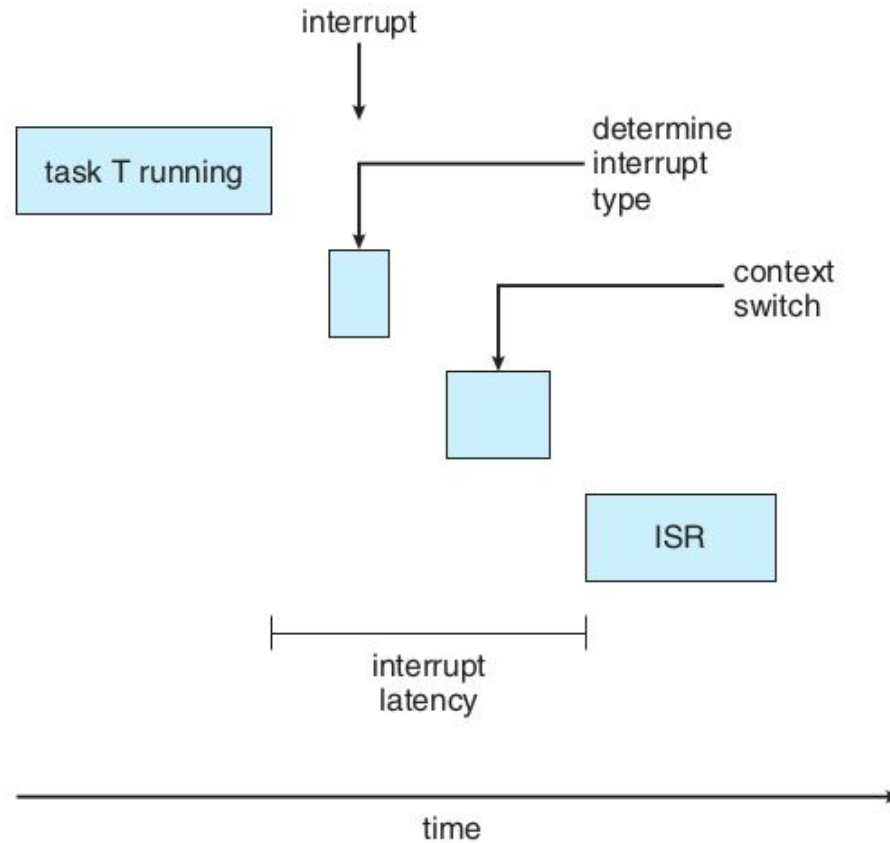 interrupt
determine
interrupt
type
task T running
context
switch
ISR
interrupt
latency
time